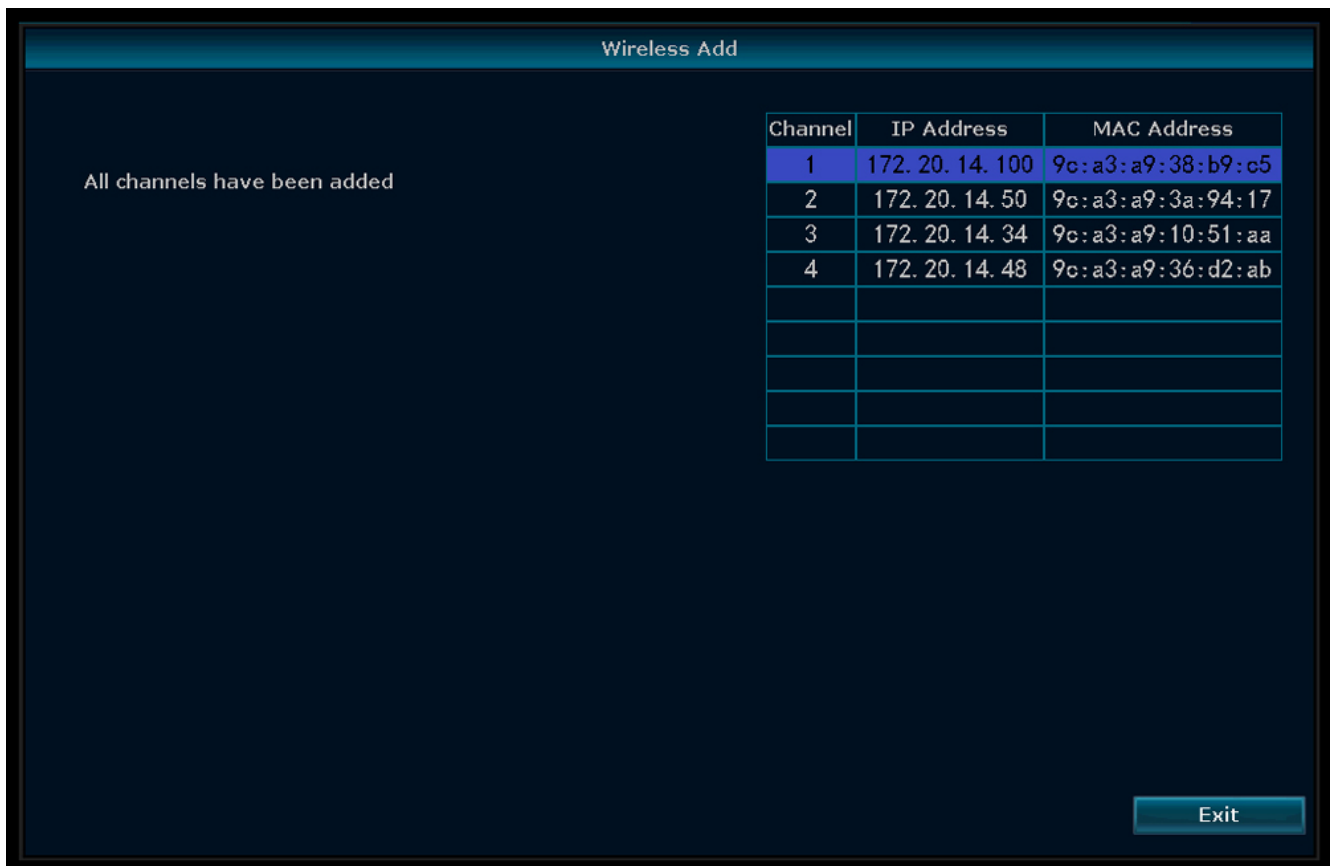 Wireless Add
All channels have been added
Channel IP Address MAC Address
1 172. 20. 14. 100 9c:a3:a9:38:b9:c5
2 172. 20. 14. 50 9c:a3:a9:3a:94:17
3 172. 20. 14. 34 9c:a3:a9:10:51:aa
4 172. 20. 14. 48 9c:a3:a9:36:d2:ab
Exit